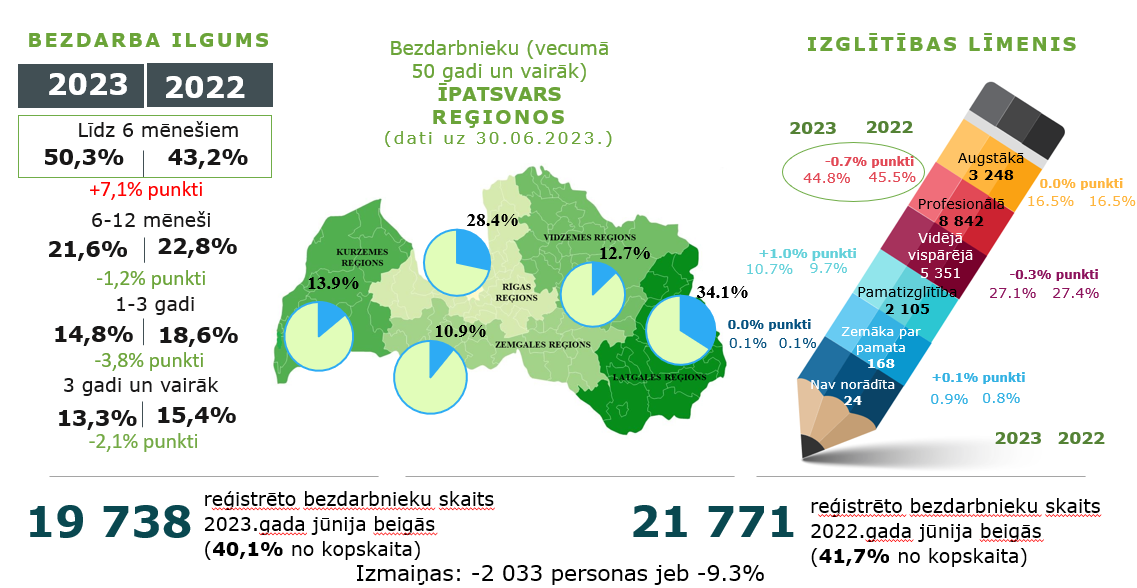 BEZDARBA ILGUMS
2023 2022
Līdz 6 mēnešiem
50,3% 43,2%
+7,1% punkti
6-12 mēneši
21,6% 22,8%
-1,2% punkti
1-3 gadi
14,8% 18,6%
-3,8% punkti
3 gadi un vairāk
13,3% 15,4%
-2,1% punkti
Bezdarbnieku (vecumā
50 gadi un vairāk)
ĪPATSVARS
REĢIONOS
(dati uz 30.06.2023.)
28.4%
KURZEMES
REĢIONS
VIDZEMES REĢIONS
12.7%
13.9%
RĪGAS
REĢIONS
34.1%
10.9%
ZEMGALES REĢIONS
LATGALES REĢIONS
IZGLĪTĪBAS LĪMENIS
2023 2022
-0.7% punkti
44.8% 45.5%
Augstākā
3 248
0.0% punkti
16.5% 16.5%
Profesionālā
8 842
Vidējā
vispārējā
5 351
+1.0% punkti
10.7% 9.7%
-0.3% punkti
27.1% 27.4%
Pamatizglītība
2 105
0.0% punkti
0.1% 0.1%
Zemāka par
pamata
168
Nav norādīta
24
+0.1% punkti
0.9% 0.8%
2023 2022
19 738
reģistrēto bezdarbnieku skaits
2023.gada jūnija beigās
(40,1% no kopskaita)
21 771
reģistrēto bezdarbnieku skaits
2022.gada jūnija beigās
(41,7% no kopskaita)
Izmaiņas: -2 033 personas jeb -9.3%